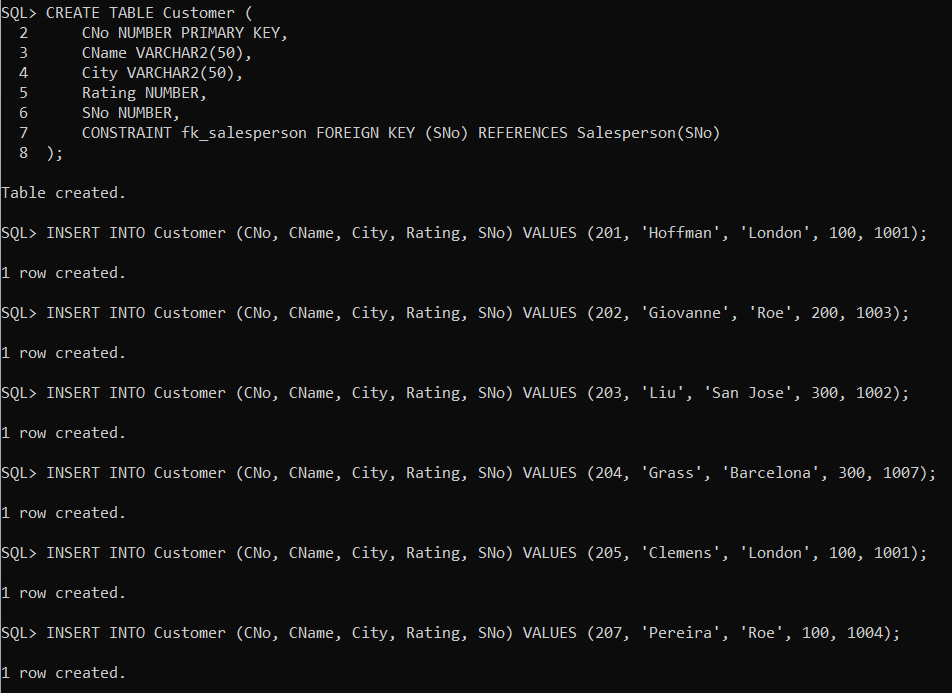 SQL> CREATE TABLE Customer (
  2      CNo NUMBER PRIMARY KEY,
  3      CName VARCHAR2(50),
  4      City VARCHAR2(50),
  5      Rating NUMBER,
  6      SNo NUMBER,
  7      CONSTRAINT fk_salesperson FOREIGN KEY (SNo) REFERENCES Salesperson(SNo)
  8  );
Table created.
SQL> INSERT INTO Customer (CNo, CName, City, Rating, SNo) VALUES (201, 'Hoffman', 'London', 100, 1001);
1 row created.
SQL> INSERT INTO Customer (CNo, CName, City, Rating, SNo) VALUES (202, 'Giovanne', 'Roe', 200, 1003);
1 row created.
SQL> INSERT INTO Customer (CNo, CName, City, Rating, SNo) VALUES (203, 'Liu', 'San Jose', 300, 1002);
1 row created.
SQL> INSERT INTO Customer (CNo, CName, City, Rating, SNo) VALUES (204, 'Grass', 'Barcelona', 300, 1007);
1 row created.
SQL> INSERT INTO Customer (CNo, CName, City, Rating, SNo) VALUES (205, 'Clemens', 'London', 100, 1001);
1 row created.
SQL> INSERT INTO Customer (CNo, CName, City, Rating, SNo) VALUES (207, 'Pereira', 'Roe', 100, 1004);
1 row created.